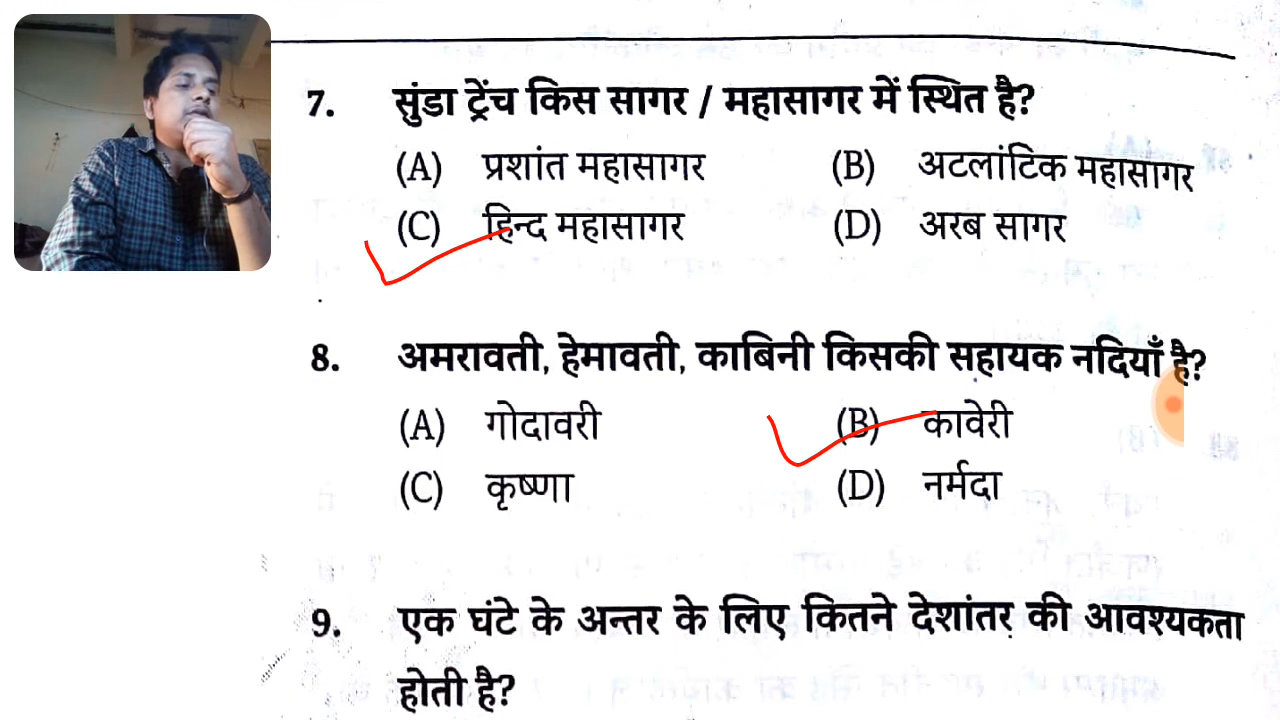 7. सुंडा ट्रेंच किस सागर / महासागर में स्थित है?
(A) प्रशांत महासागर (B) अटलांटिक महासागर
(C) हिन्द महासागर (D) अरब सागर
8. अमरावती, हेमावती, काबिनी किसकी सहायक नदियाँ है?
(A) गोदावरी (B) कावेरी
(C) कृष्णा (D) नर्मदा
9. एक घंटे के अन्तर के लिए कितने देशांतर की आवश्यकता
होती है?